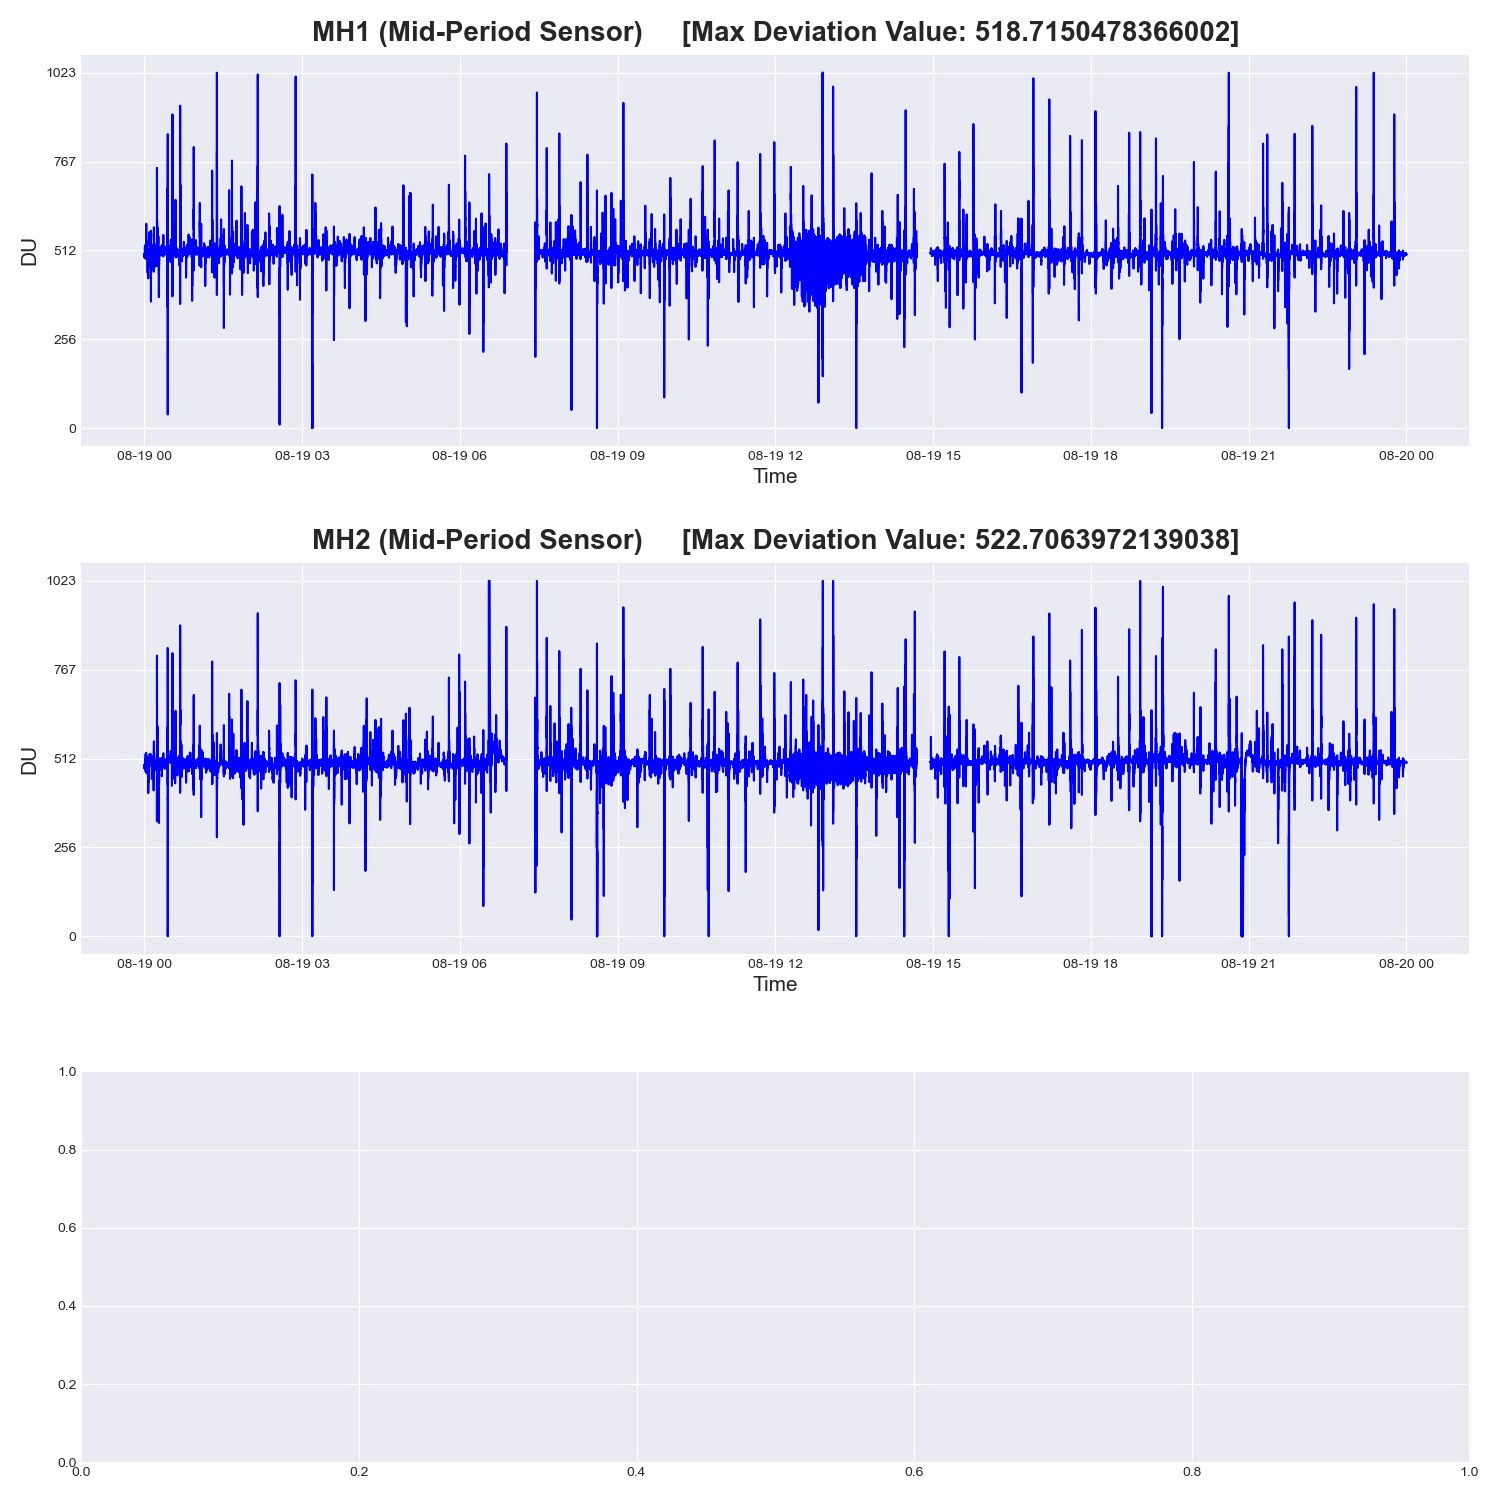 MH1 (Mid-Period Sensor) [Max Deviation Value: 518.7150478366002]
1023
767
512
256
0
DU
08-19 00 08-19 03 08-19 06 08-19 09 08-19 12 08-19 15 08-19 18 08-19 21 08-20 00
Time
MH2 (Mid-Period Sensor) [Max Deviation Value: 522.7063972139038]
1023
767
512
256
0
DU
08-19 00 08-19 03 08-19 06 08-19 09 08-19 12 08-19 15 08-19 18 08-19 21 08-20 00
Time
1.0
0.8
0.6
0.4
0.2
0.0
0.0 0.2 0.4 0.6 0.8 1.0